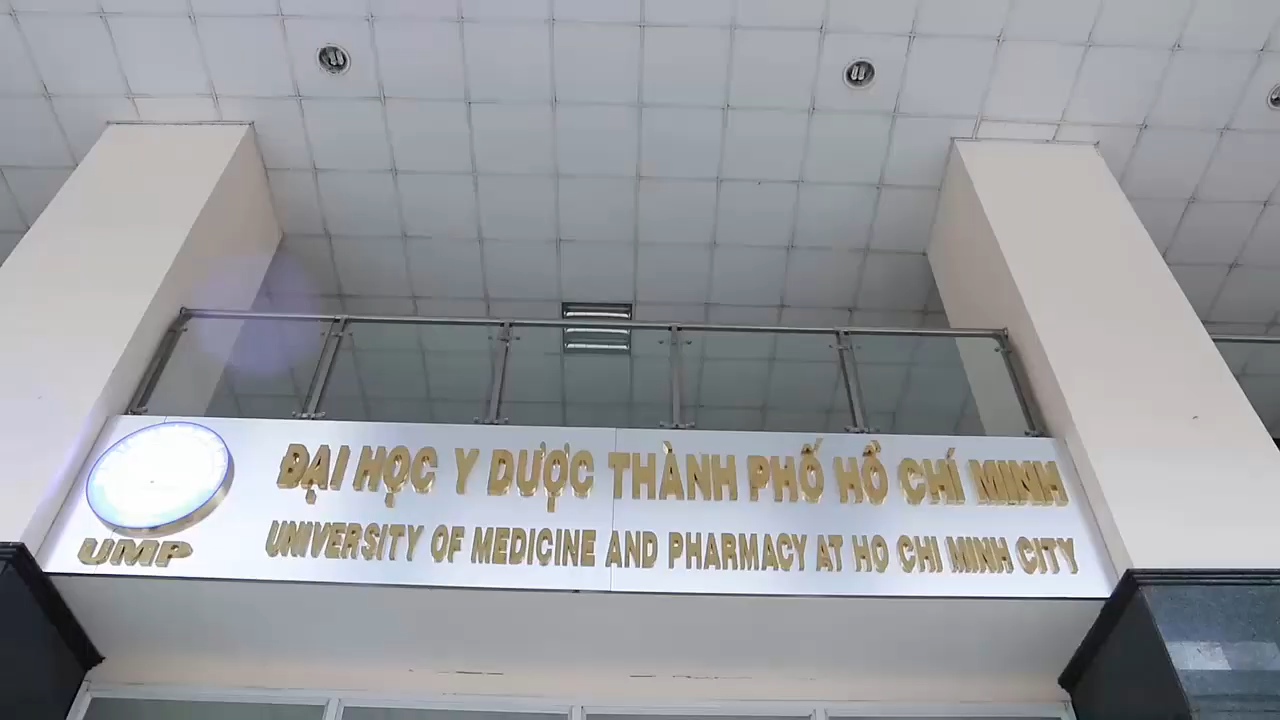 ĐẠI HỌC Y DƯỢC THÀNH PHỐ HỒ CHÍ MINH
UNIVERSITY OF MEDICINE AND PHARMACY AT HO CHI MINH CITY
UMP